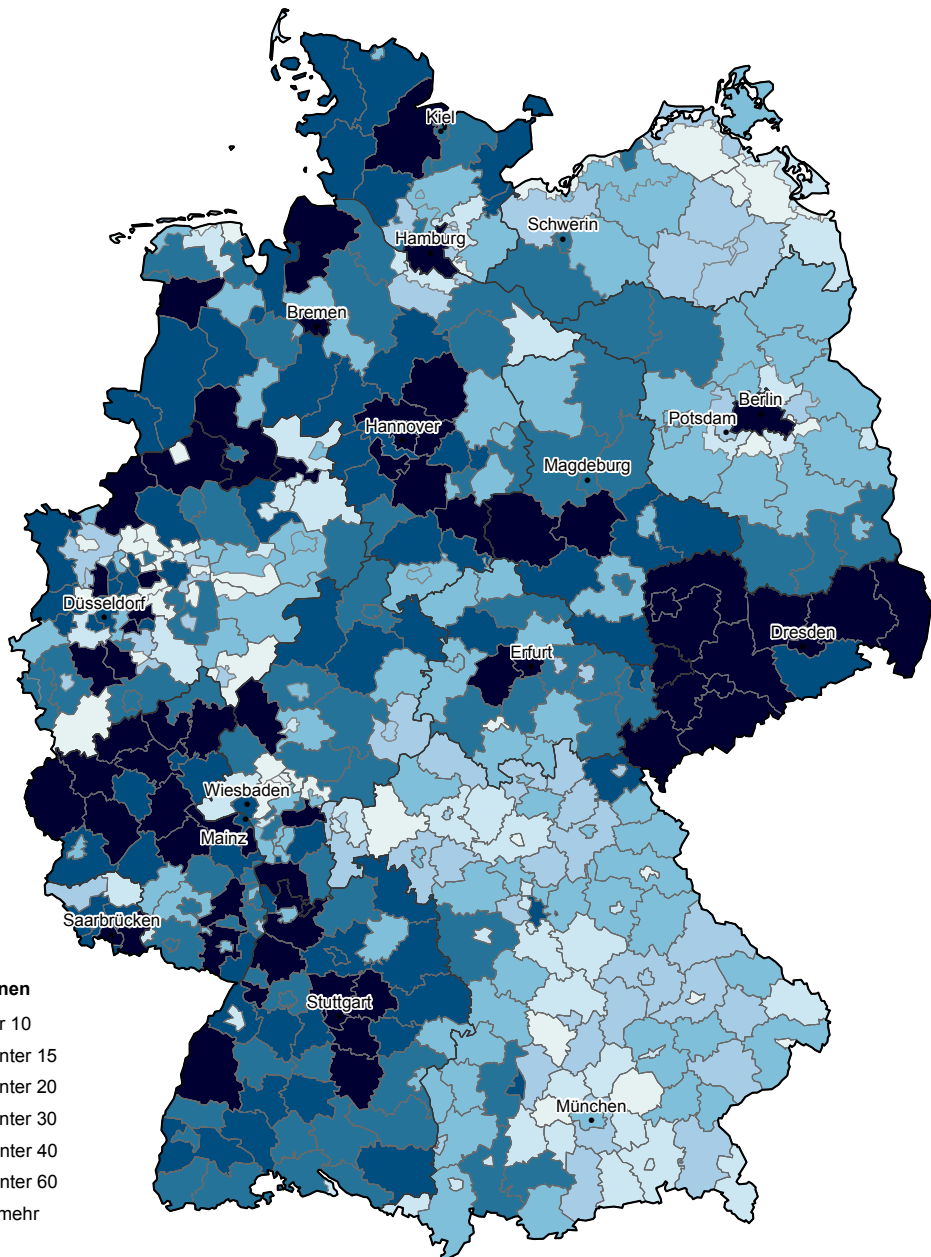 Kiel
Schwerin
Hamburg
Bremen
Berlin
Potsdam
Hannover
Magdeburg
Düsseldorf
Dresden
Erfurt
Wiesbaden
Mainz
Saarbrücken
Stuttgart
München
nen
r 10
nter 15
nter 20
nter 30
nter 40
nter 60
mehr